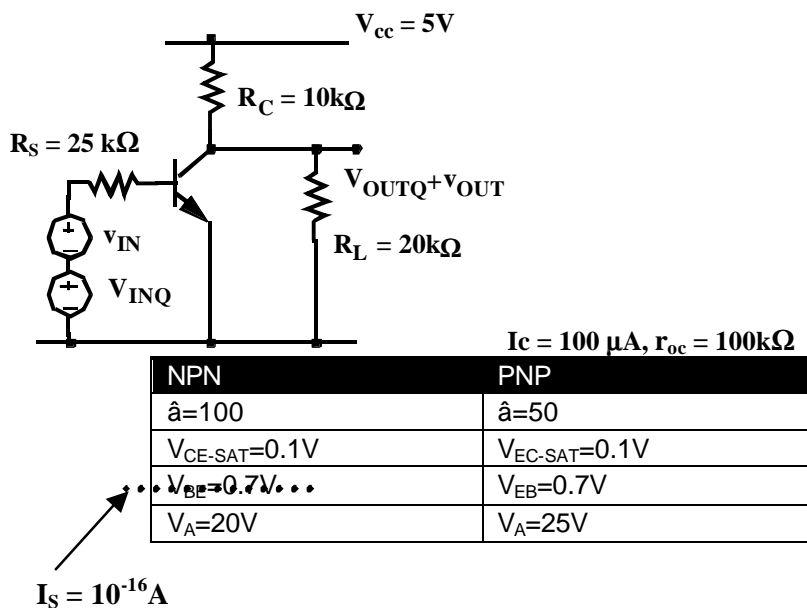 V_cc = 5V
R_C = 10kΩ
R_S = 25 kΩ
V_OUTQ+v_OUT
+
v_IN
−
R_L = 20kΩ
+
V_INQ
−
Ic = 100 μA, r_oc = 100kΩ
NPN PNP
â=100 â=50
V_CE-SAT=0.1V V_EC-SAT=0.1V
V_BE=0.7V V_EB=0.7V
V_A=20V V_A=25V
I_S = 10^-16A